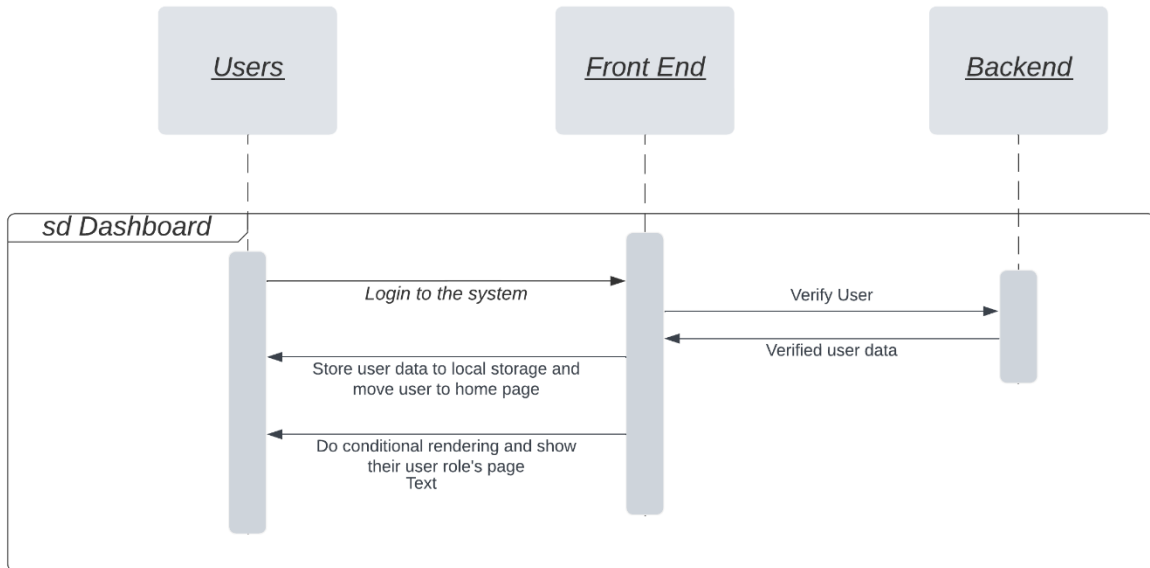 Users
Front End
Backend
sd Dashboard
Login to the system
Verify User
Verified user data
Store user data to local storage and
move user to home page
Do conditional rendering and show
their user role's page
Text